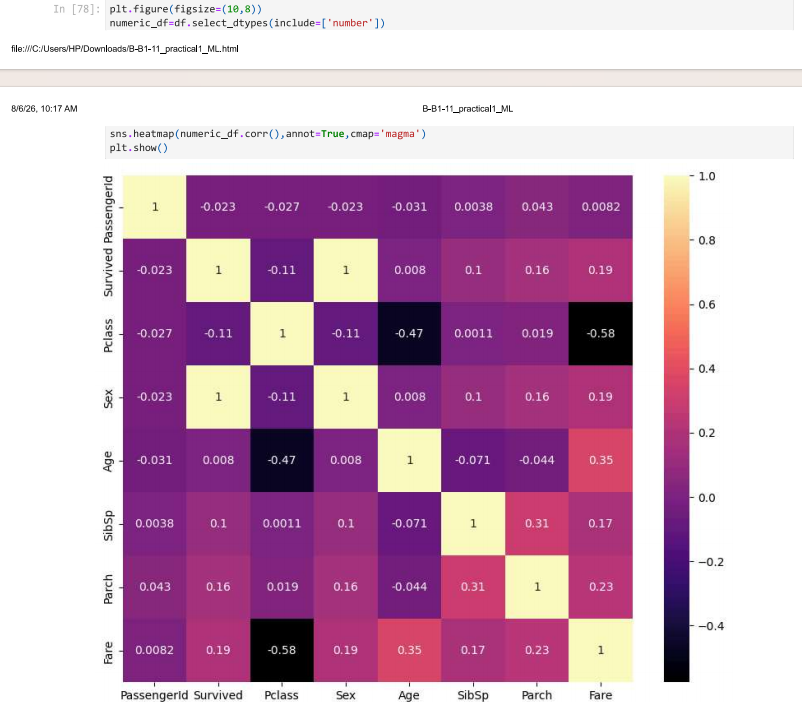 In [78]: plt.figure(figsize=(10,8))
numeric_df=df.select_dtypes(include=['number'])
file:///C:/Users/HP/Downloads/B-B1-11_practical1_ML.html
8/6/26, 10:17 AM B-B1-11_practical1_ML
sns.heatmap(numeric_df.corr(),annot=True,cmap='magma')
plt.show()
PassengerId 1 -0.023 -0.027 -0.023 -0.031 0.0038 0.043 0.0082
Survived -0.023 1 -0.11 1 0.008 0.1 0.16 0.19
Pclass -0.027 -0.11 1 -0.11 -0.47 0.0011 0.019 -0.58
Sex -0.023 1 -0.11 1 0.008 0.1 0.16 0.19
Age -0.031 0.008 -0.47 0.008 1 -0.071 -0.044 0.35
SibSp 0.0038 0.1 0.0011 0.1 -0.071 1 0.31 0.17
Parch 0.043 0.16 0.019 0.16 -0.044 0.31 1 0.23
Fare 0.0082 0.19 -0.58 0.19 0.35 0.17 0.23 1
PassengerId Survived Pclass Sex Age SibSp Parch Fare
1.0
0.8
0.6
0.4
0.2
0.0
−0.2
−0.4